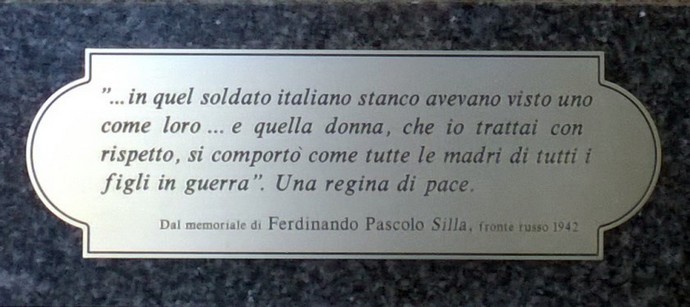 "...in quel soldato italiano stanco avevano visto uno
come loro ... e quella donna, che io trattai con
rispetto, si comportò come tutte le madri di tutti i
figli in guerra". Una regina di pace.
Dal memoriale di Ferdinando Pascolo Silla, fronte russo 1942